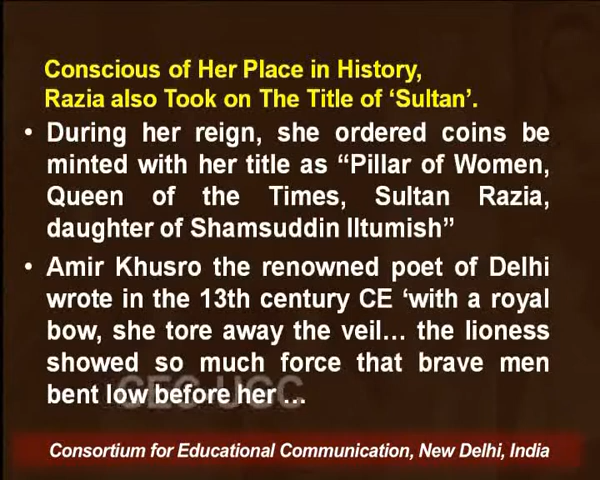 Conscious of Her Place in History,
Razia also Took on The Title of ‘Sultan’.
• During her reign, she ordered coins be
minted with her title as “Pillar of Women,
Queen of the Times, Sultan Razia,
daughter of Shamsuddin Iltumish”
• Amir Khusro the renowned poet of Delhi
wrote in the 13th century CE ‘with a royal
bow, she tore away the veil… the lioness
showed so much force that brave men
bent low before her …
CEC-UGC
Consortium for Educational Communication, New Delhi, India